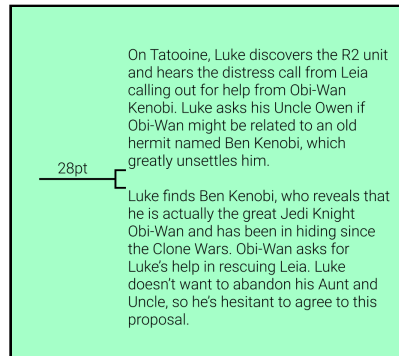 On Tatooine, Luke discovers the R2 unit
and hears the distress call from Leia
calling out for help from Obi-Wan
Kenobi. Luke asks his Uncle Owen if
Obi-Wan might be related to an old
hermit named Ben Kenobi, which
greatly unsettles him.
28pt
Luke finds Ben Kenobi, who reveals that
he is actually the great Jedi Knight
Obi-Wan and has been in hiding since
the Clone Wars. Obi-Wan asks for
Luke's help in rescuing Leia. Luke
doesn't want to abandon his Aunt and
Uncle, so he's hesitant to agree to this
proposal.